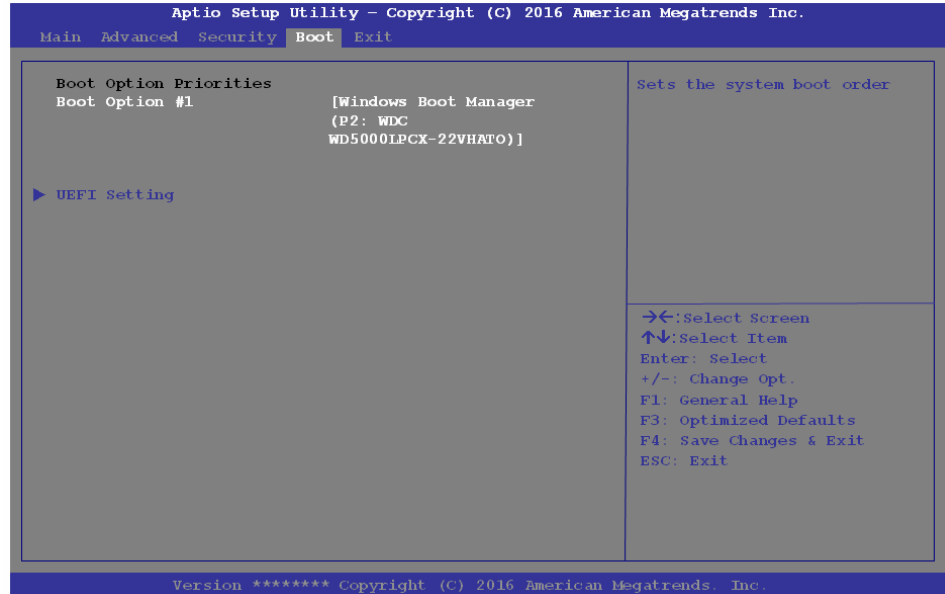 Aptio Setup Utility – Copyright (C) 2016 American Megatrends Inc.
Main Advanced Security Boot Exit
Boot Option Priorities
Boot Option #1 [Windows Boot Manager
(P2: WDC
WD5000LPCX-22VHATO)]
▶ UEFI Setting
Sets the system boot order
→←:Select Screen
↑↓:Select Item
Enter: Select
+/-: Change Opt.
F1: General Help
F3: Optimized Defaults
F4: Save Changes & Exit
ESC: Exit
Version ******** Copyright (C) 2016 American Megatrends. Inc.